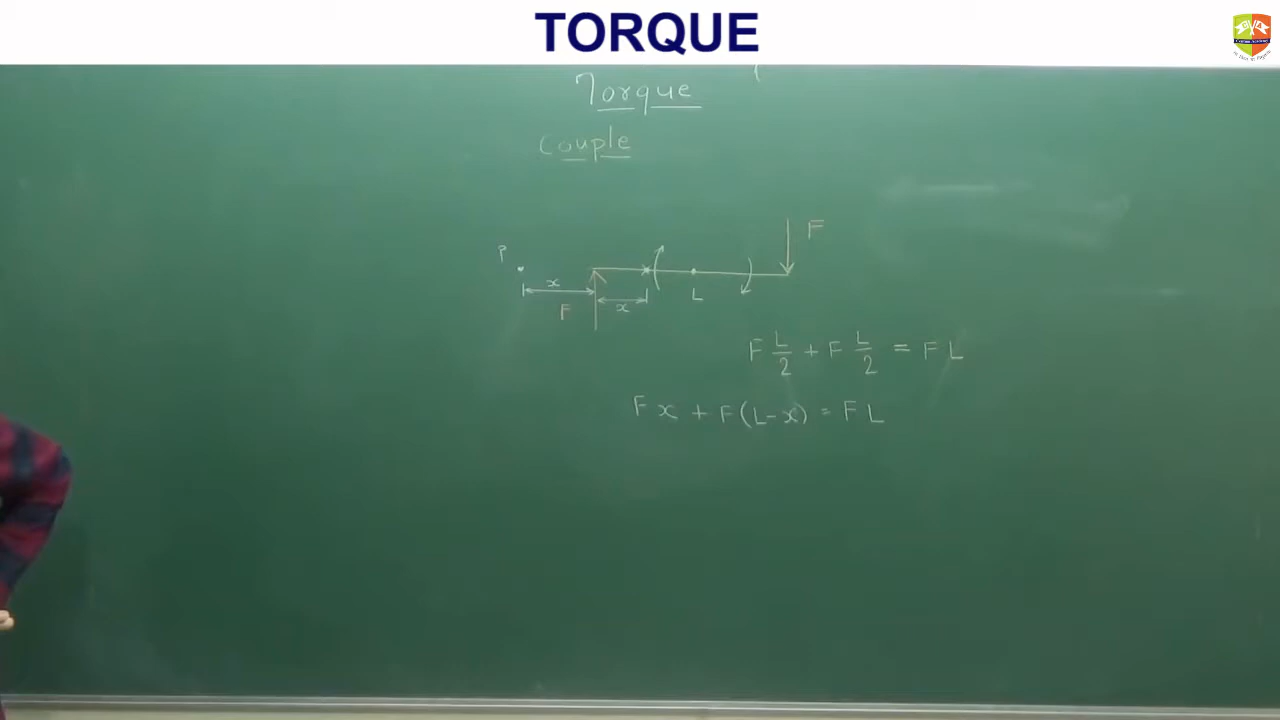 TORQUE
Torque
Couple
F
P
x
x
L
F
F L/2 + F L/2 = F L
F x + F (L - x) = F L